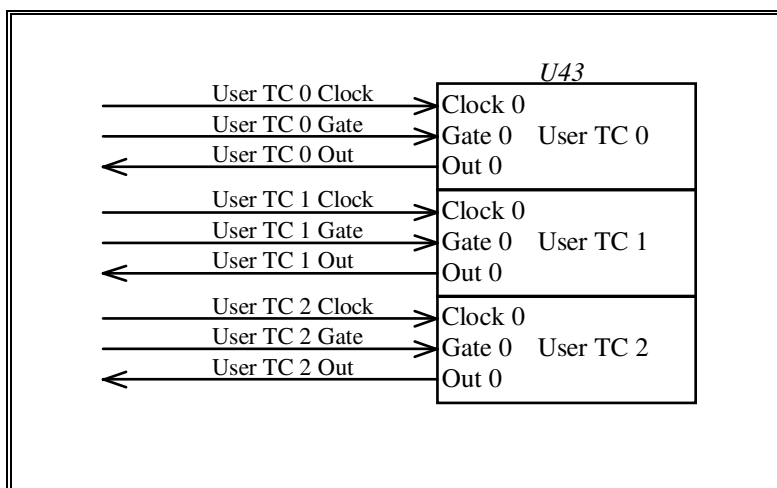 U43
User TC 0 Clock
Clock 0
User TC 0 Gate
Gate 0 User TC 0
User TC 0 Out
Out 0
User TC 1 Clock
Clock 0
User TC 1 Gate
Gate 0 User TC 1
User TC 1 Out
Out 0
User TC 2 Clock
Clock 0
User TC 2 Gate
Gate 0 User TC 2
User TC 2 Out
Out 0